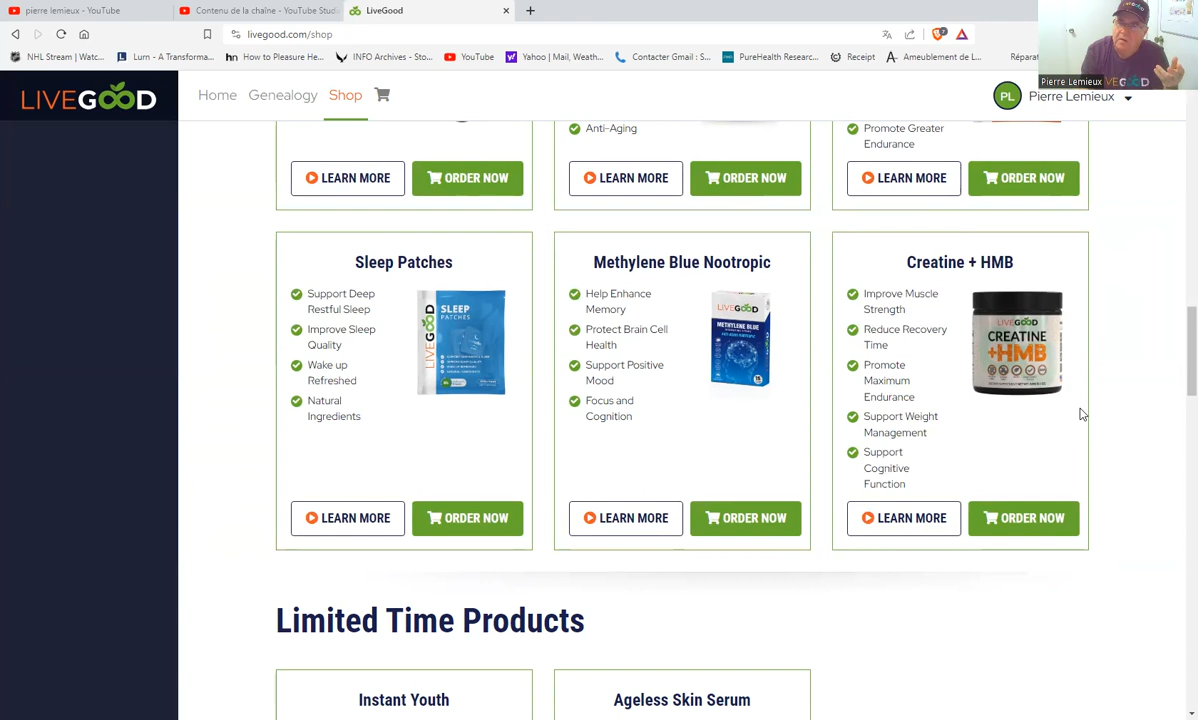 pierre lemieux - YouTube
Contenu de la chaîne - YouTube Studi
LiveGood
livegood.com/shop
7
NHL Stream | Watc...
Lurn - A Transforma...
hn
How to Pleasure He...
INFO Archives - Sto...
YouTube
Yahoo | Mail, Weath...
Contacter Gmail : S...
PureHealth Researc...
Receipt
Ameublement de L...
Répara
Pierre Lemieux
LIVEGOOD
Home
Genealogy
Shop
PL
Pierre Lemieux
Anti-Aging
Promote Greater
Endurance
LEARN MORE
ORDER NOW
LEARN MORE
ORDER NOW
LEARN MORE
ORDER NOW
Sleep Patches
Support Deep
Restful Sleep
Improve Sleep
Quality
Wake up
Refreshed
Natural
Ingredients
LIVEGOOD
SLEEP
PATCHES
LEARN MORE
ORDER NOW
Methylene Blue Nootropic
Help Enhance
Memory
Protect Brain Cell
Health
Support Positive
Mood
Focus and
Cognition
LIVEGOOD
METHYLENE BLUE
LEARN MORE
ORDER NOW
Creatine + HMB
Improve Muscle
Strength
Reduce Recovery
Time
Promote
Maximum
Endurance
Support Weight
Management
Support
Cognitive
Function
LIVEGOOD
CREATINE
+HMB
LEARN MORE
ORDER NOW
Limited Time Products
Instant Youth
Ageless Skin Serum